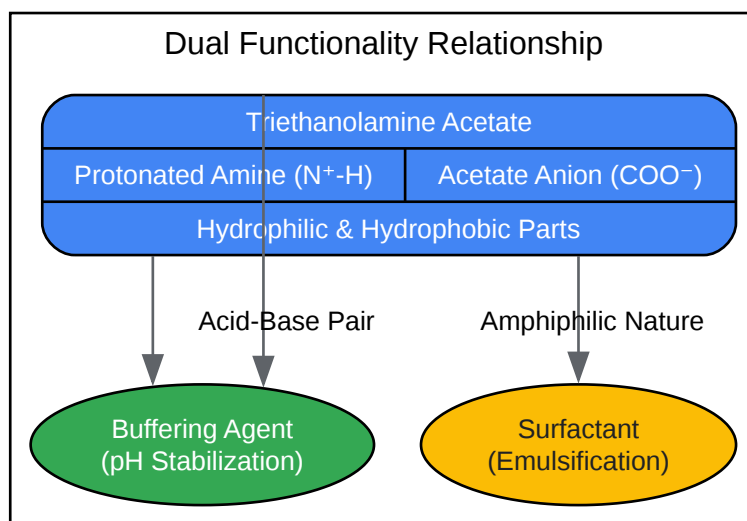 Dual Functionality Relationship
Triethanolamine Acetate
Protonated Amine (N⁺-H)
Acetate Anion (COO⁻)
Hydrophilic & Hydrophobic Parts
Acid-Base Pair
Amphiphilic Nature
Buffering Agent
(pH Stabilization)
Surfactant
(Emulsification)